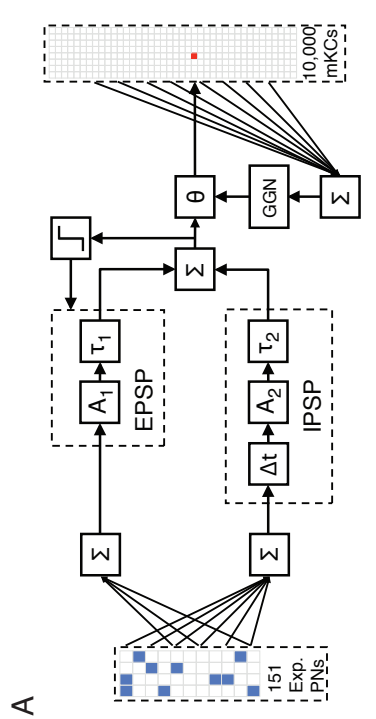 A
151
Exp.
PNs
Σ
Σ
A₁
τ₁
EPSP
Δt
A₂
τ₂
IPSP
Σ
θ
GGN
Σ
10,000
mKCs